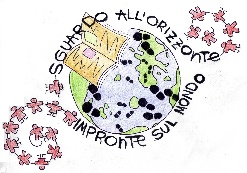 SGUARDO ALL'ORIZZONTE
IMPRONTE SUL MONDO